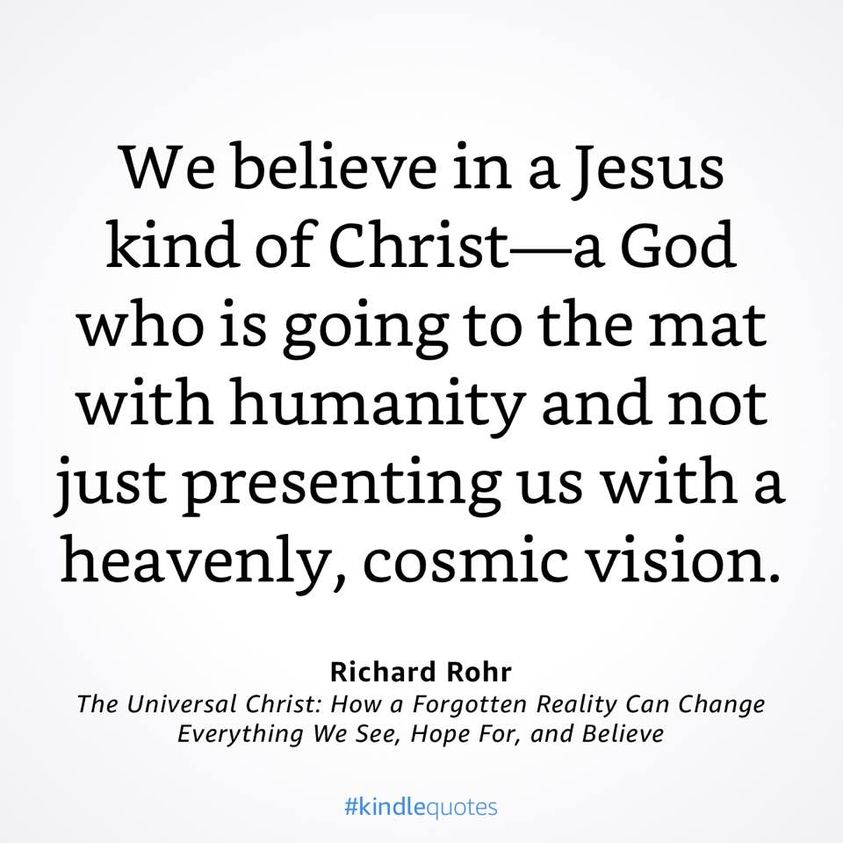 We believe in a Jesus
kind of Christ—a God
who is going to the mat
with humanity and not
just presenting us with a
heavenly, cosmic vision.
Richard Rohr
The Universal Christ: How a Forgotten Reality Can Change
Everything We See, Hope For, and Believe
#kindlequotes